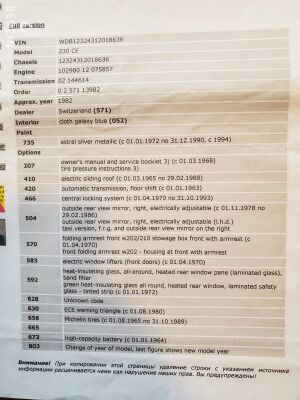 Full version
VIN WDB12324312018636
Model 230 CE
Chassis 12324312018636
Engine 102980 12 075857
Transmission 02 144614
Order 0 2 571 13982
Approx. year 1982
Dealer Switzerland (571)
Interior cloth galaxy blue (052)
Paint
735 astral silver metallic (c 01.01.1972 по 31.12.1990, c 1994)
Options
207 owner's manual and service booklet 3) (c 01.03.1968)
tire pressure instructions 3)
410 electric sliding roof (c 01.03.1965 по 29.02.1988)
420 automatic transmission, floor shift (c 01.01.1963)
466 central locking system (c 01.04.1970 по 31.10.1993)
504 outside rear view mirror, right, electrically adjustable (c 01.11.1978 по
29.02.1986)
outside rear view mirror, right, electrically adjustable (l.h.d.)
taxi version, f.r.g, and outside rear view mirror on the right
570 folding armrest front w202/210 stowage box front with armrest (c
01.04.1970)
front folding armrest w202 - housing at front with armrest
583 electric window lifters (front doors) (c 01.04.1970)
592 heat-insulating glass, all-around, heated rear window pane (laminated glass),
band filter
green heat-insulating glass all round, heated rear window, laminated safety
glass - tinted strip (c 01.01.1972)
628 Unknown code
630 ECE warning triangle (c 01.08.1980)
656 Michelin tires (c 01.08.1965 по 31.10.1989)
665
673 high-capacity battery (c 01.01.1964)
803 Change of year of model, last figure shows new model year
Внимание! При копировании этой страницы удаление строки с указанием источника
информации расценивается нами как нарушение наших прав. Вы предупреждены!